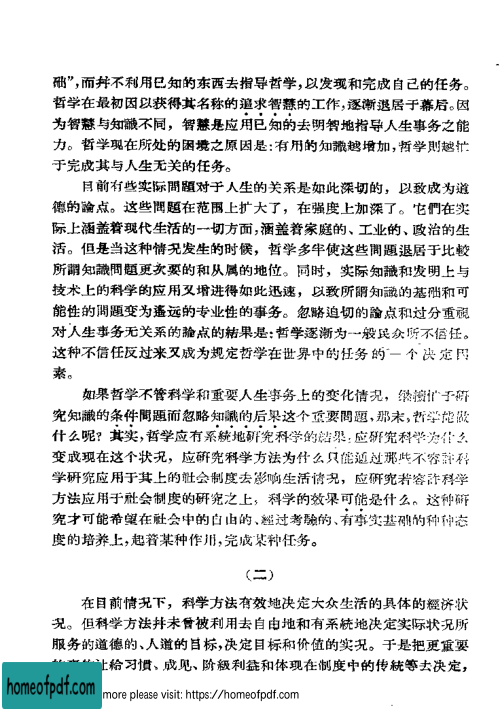 础”,而幷不利用已知的东西去指导哲学,以发现和完成自己的任务。
哲学在最初因以获得其名称的追求智慧的工作,逐渐退居于幕后。因
为智慧与知識不同，智慧是应用已知的去明智地指导人生事务之能
力。哲学现在所处的困境之原因是:有用的知識越增加,哲学則越忙
于完成其与人生无关的任务。
目前有些实际問題对于人生的关系是如此深切的，以致成为道
德的論点。这些問題在范围上扩大了，在强度上加深了。它們在实
际上涵盖着现代生活的一切方面,涵盖着家庭的、工业的、政治的生
活。但是当这种情况发生的时候，哲学多半使这些問題退居于比較
所謂知識問題更次要的和从属的地位。同时，实际知識和发明上与
技术上的科学的应用又增进得如此迅速，以致所謂知識的基础和可
能性的問題变为遥远的专业性的事务。忽略迫切的論点和过分重視
对人生事务无关系的論点的結果是:哲学逐渐为一般民众所不信任。
这种不信任反过来又成为規定哲学在世界中的任务的一个决定因
素。
如果哲学不管科学和重要人生事务上的变化情况，継續忙于研
究知識的条件問題而忽略知識的后果这个重要問題,那末,哲学能做
什么呢？其实,哲学应有系統地研究科学的結果:应研究科学为什么
变成现在这个状况，应研究科学方法为什么只能通过那些不容許科
学研究应用于其上的社会制度去影响生活情况，应研究若容許科学
方法应用于社会制度的研究之上，科学的效果可能是什么。这种研
究才可能希望在社会中的自由的、經过考驗的、有事实基础的种种态
度的培养上,起着某种作用,完成某种任务。
（二）
在目前情况下，科学方法有效地决定大众生活的具体的經济状
况。但科学方法幷未曾被利用去自由地和有系統地决定实际状况所
服务的道德的、人道的目标,决定目标和价值的实况。于是把更重要
让給习惯、成见、阶級利益和体现在制度中的传統等去决定，
homeofpdf.com more please visit: https://homeofpdf.com